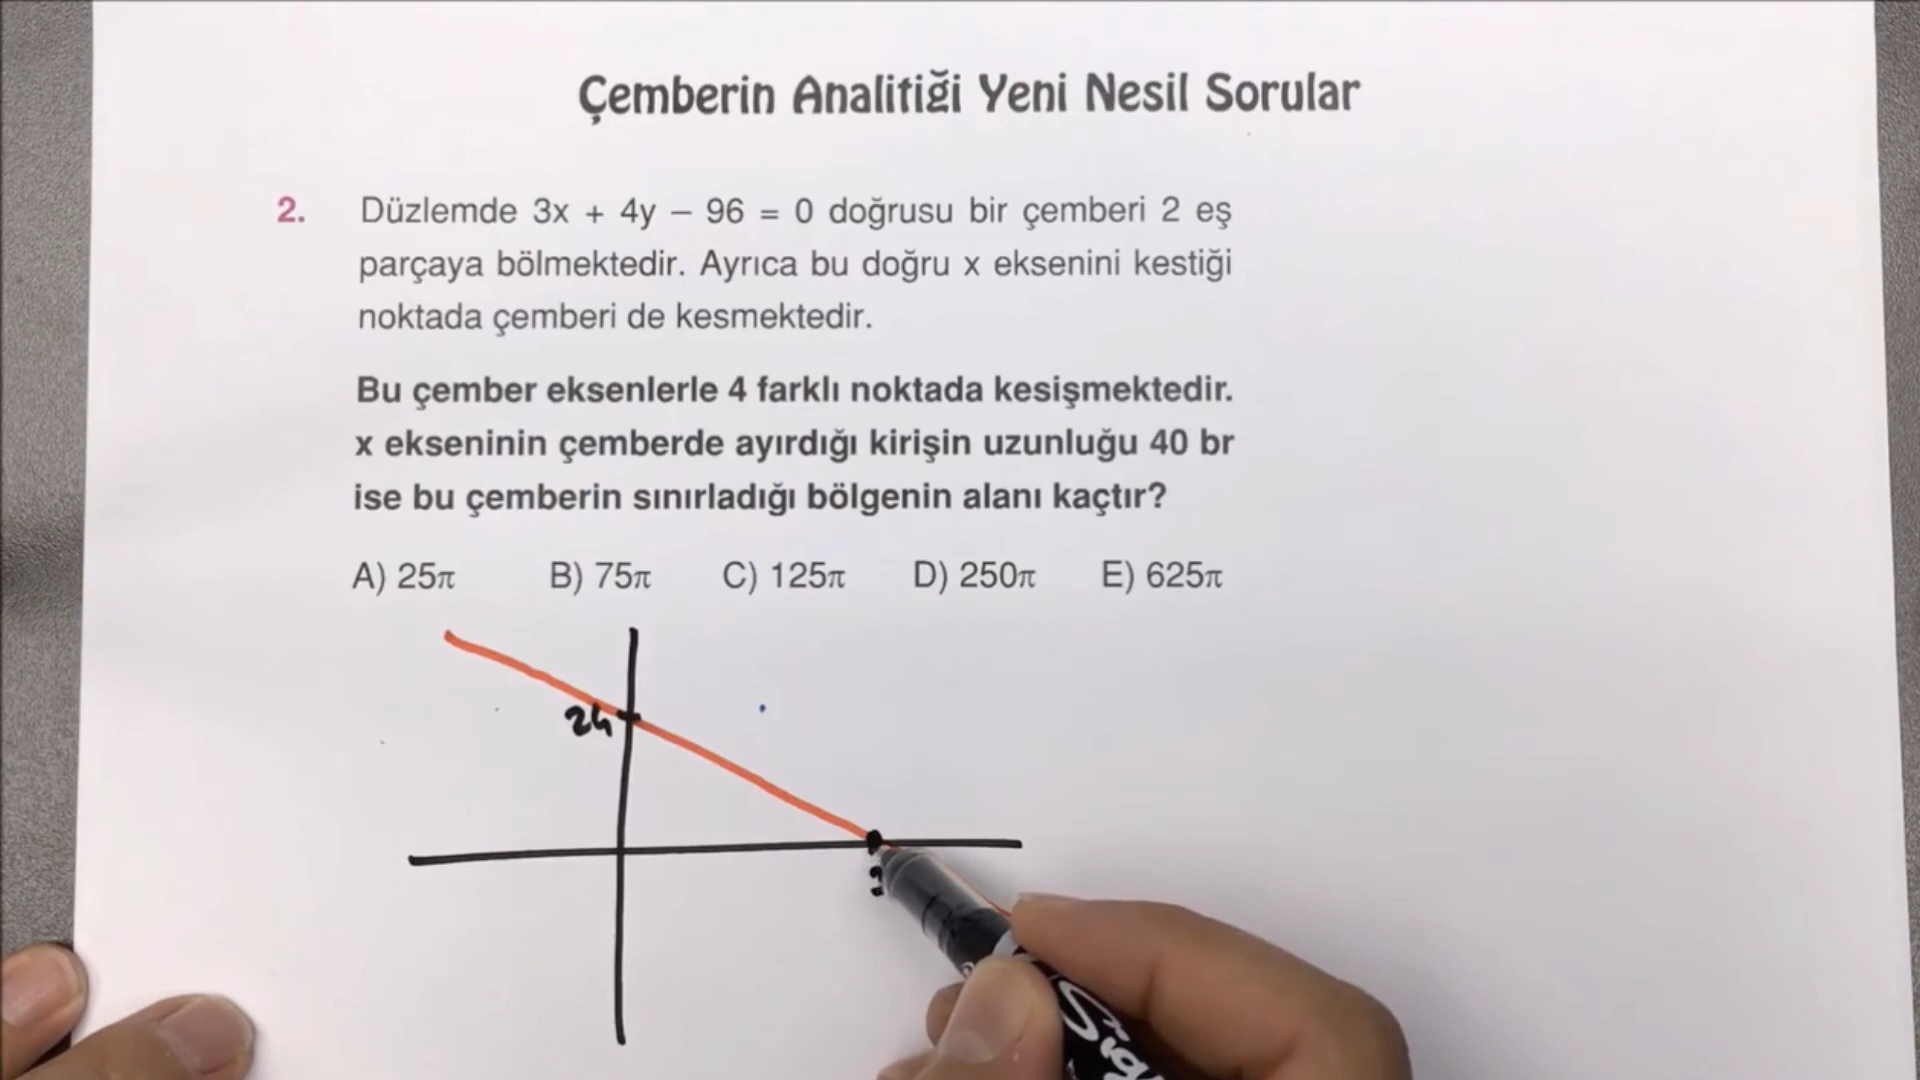 Çemberin Analitiği Yeni Nesil Sorular
2. Düzlemde 3x + 4y – 96 = 0 doğrusu bir çemberi 2 eş
parçaya bölmektedir. Ayrıca bu doğru x eksenini kestiği
noktada çemberi de kesmektedir.
Bu çember eksenlerle 4 farklı noktada kesişmektedir.
x ekseninin çemberde ayırdığı kirişin uzunluğu 40 br
ise bu çemberin sınırladığı bölgenin alanı kaçtır?
A) 25π B) 75π C) 125π D) 250π E) 625π
24